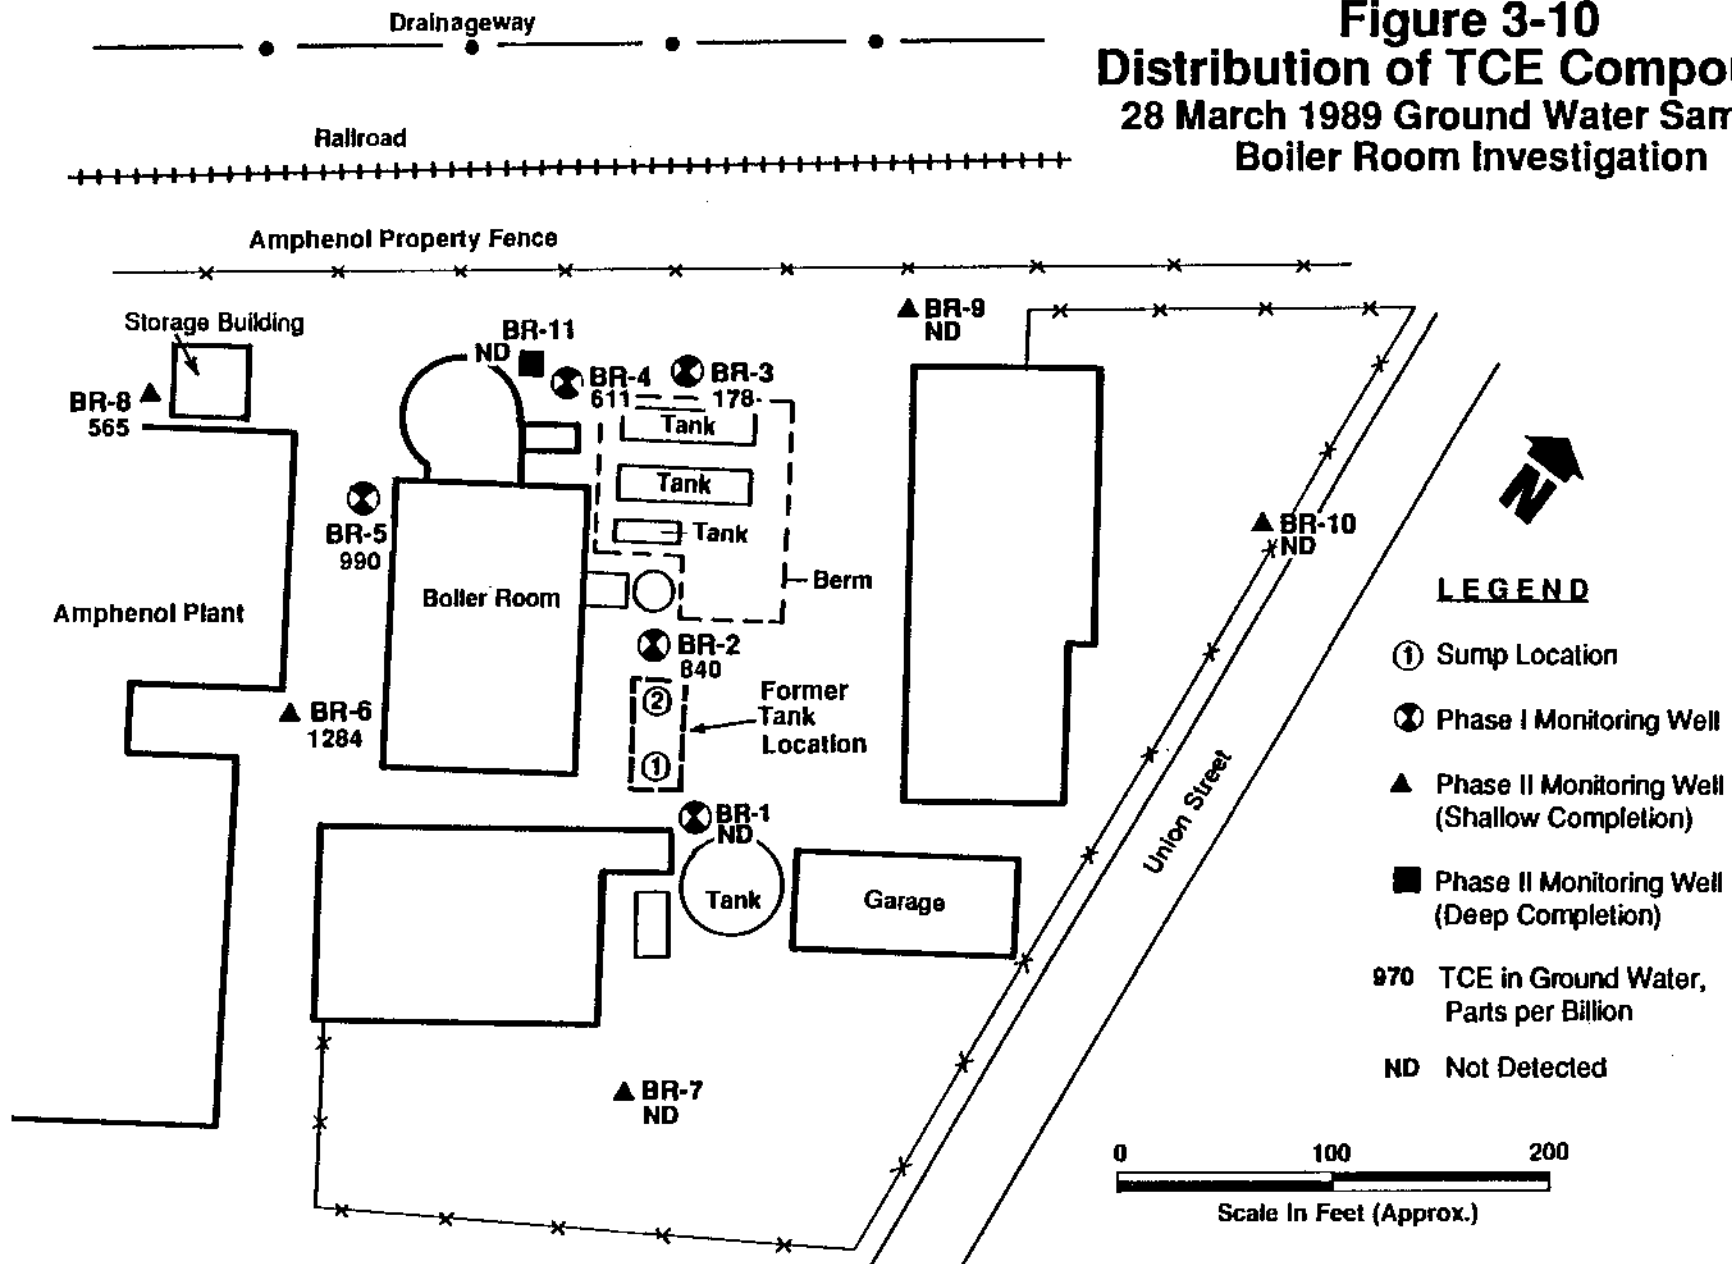 Figure 3-10
Distribution of TCE Compou
28 March 1989 Ground Water Sam
Boiler Room Investigation
Drainageway
Railroad
Amphenol Property Fence
Storage Building
BR-8
565
BR-11
ND
BR-4
611
BR-3
178
BR-9
ND
Tank
Tank
Tank
BR-5
990
Boiler Room
Berm
Amphenol Plant
BR-10
ND
BR-2
840
BR-6
1284
2
1
Former
Tank
Location
BR-1
ND
Tank
Garage
Union Street
BR-7
ND
N
LEGEND
1 Sump Location
Phase I Monitoring Well
Phase II Monitoring Well
(Shallow Completion)
Phase II Monitoring Well
(Deep Completion)
970 TCE in Ground Water,
Parts per Billion
ND Not Detected
0 100 200
Scale In Feet (Approx.)